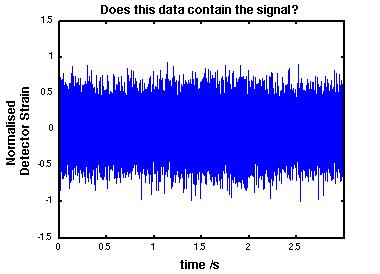 Does this data contain the signal?
1.5
1
0.5
0
-0.5
-1
-1.5
Normalised
Detector Strain
0 0.5 1 1.5 2 2.5
time /s